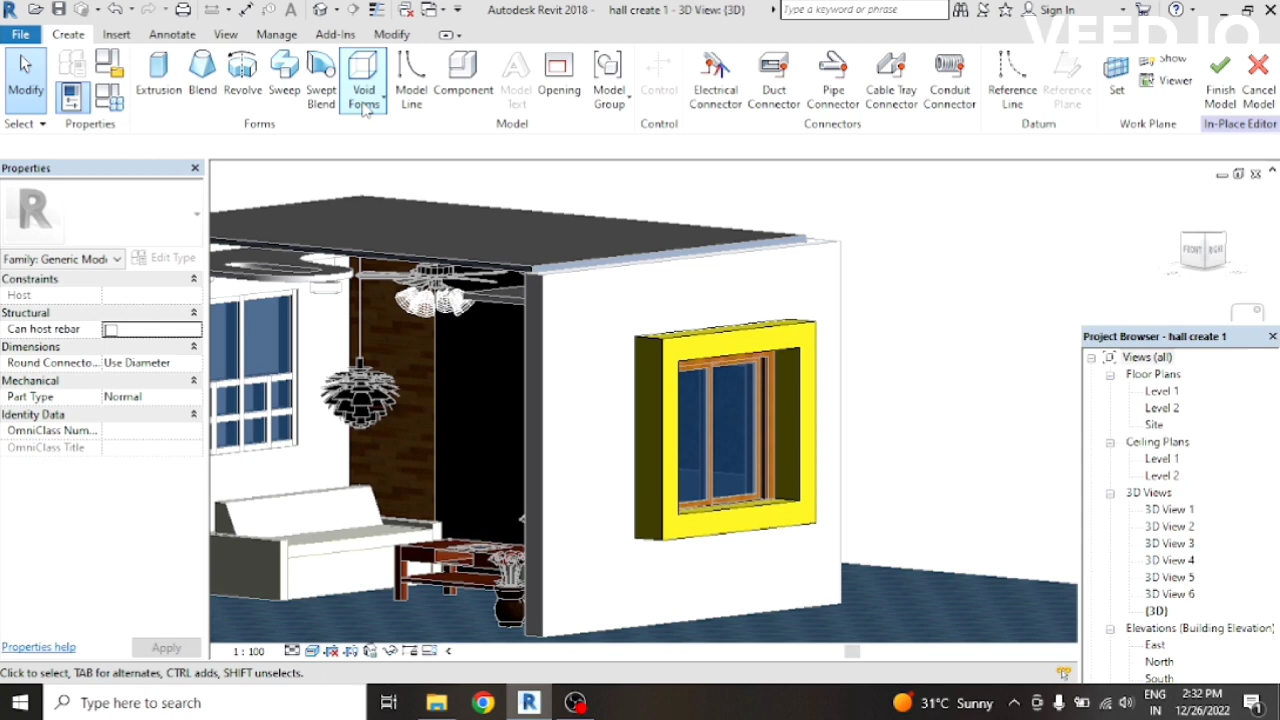 Autodesk Revit 2018 - hall create 1 - 3D View: {3D}
Type a keyword or phrase
Sign In
VEED.IO
File Create Insert Annotate View Manage Add-Ins Modify
Modify
Extrusion Blend Revolve Sweep Swept Blend Void Forms
Model Line Component Model Text Opening Model Group
Control
Electrical Connector Duct Connector Pipe Connector Cable Tray Connector Conduit Connector
Reference Line Reference Plane
Set Show Viewer
Finish Model Cancel Model
Select Properties Forms Model Control Connectors Datum Work Plane In-Place Editor
Properties
R
Family: Generic Mode
Edit Type
Constraints
Host
Structural
Can host rebar
Dimensions
Round Connecto... Use Diameter
Mechanical
Part Type Normal
Identity Data
OmniClass Num...
OmniClass Title
Properties help
Apply
FRONT RIGHT
Project Browser - hall create 1
Views (all)
Floor Plans
Level 1
Level 2
Site
Ceiling Plans
Level 1
Level 2
3D Views
3D View 1
3D View 2
3D View 3
3D View 4
3D View 5
3D View 6
{3D}
Elevations (Building Elevation)
East
North
South
1 : 100
Click to select, TAB for alternates, CTRL adds, SHIFT unselects.
Type here to search
31°C Sunny
ENG
IN
2:32 PM
12/26/2022
1